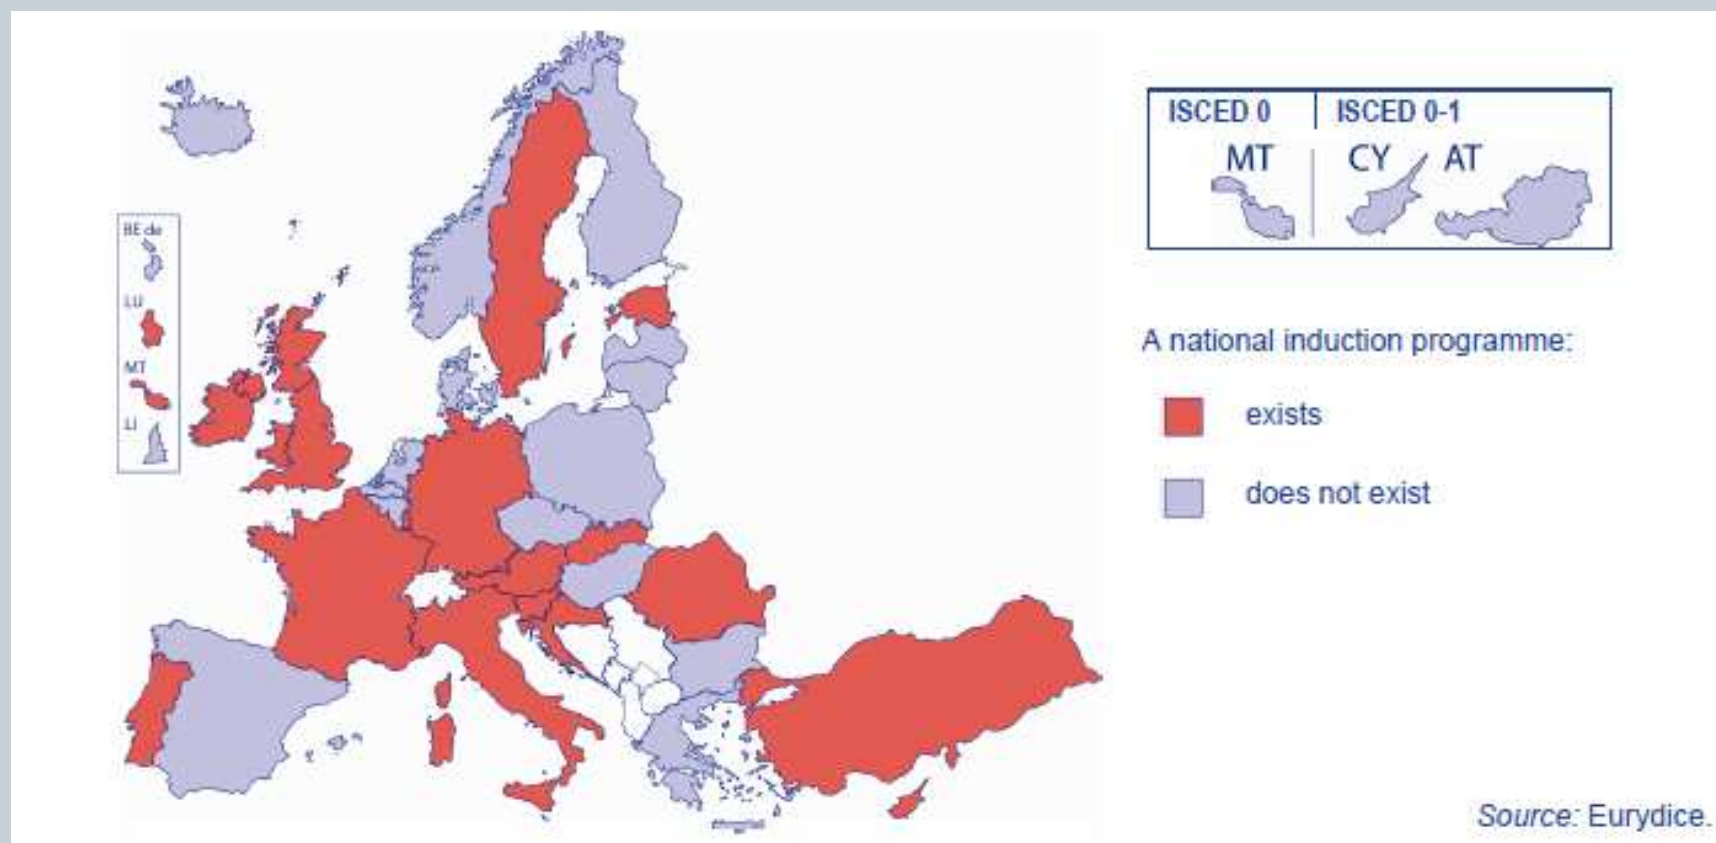 ISCED 0 ISCED 0-1
MT CY AT
BE de
LU
MT
LI
A national induction programme:
exists
does not exist
Source: Eurydice.